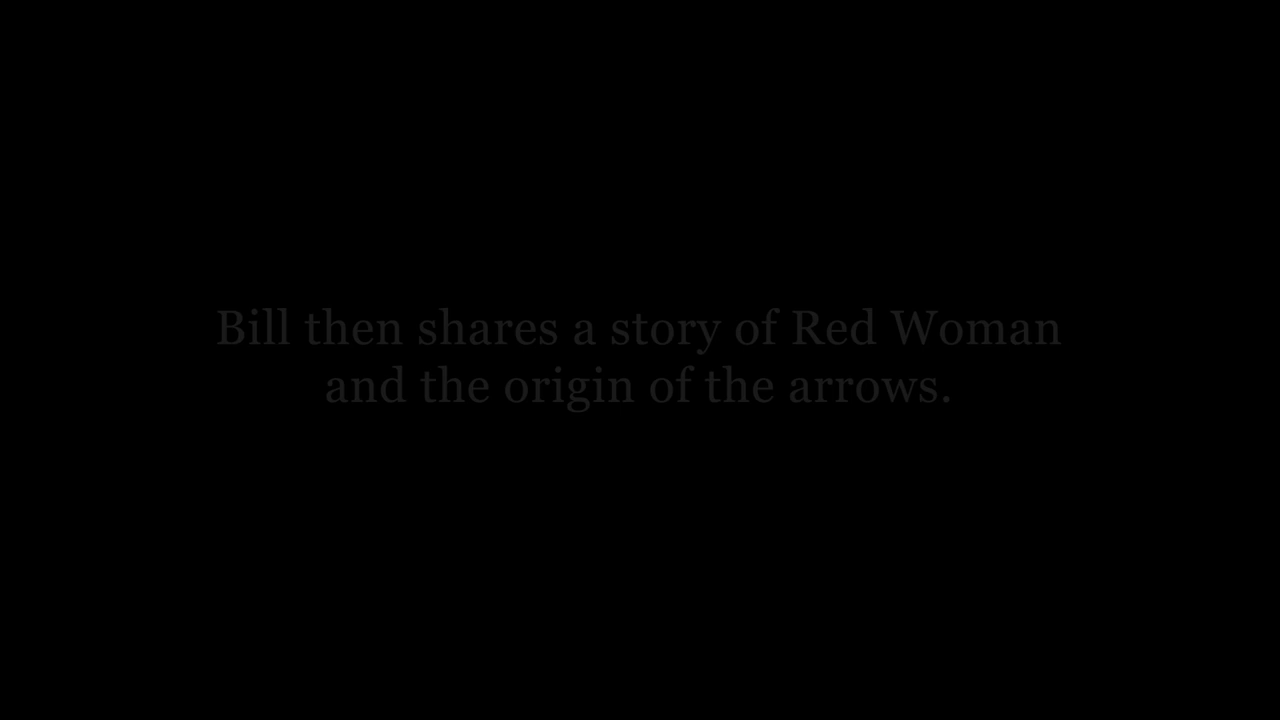 Bill then shares a story of Red Woman
and the origin of the arrows.